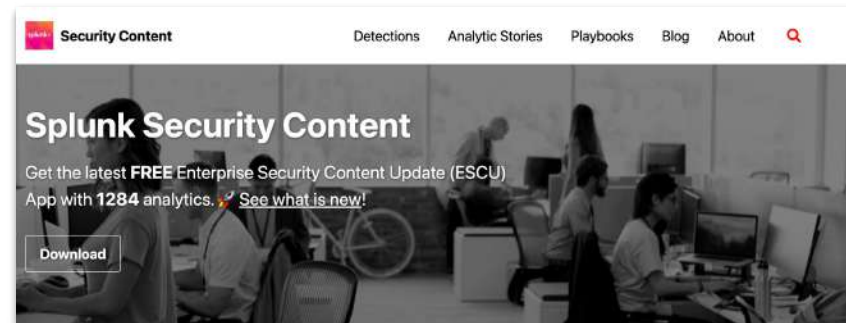 splunk>
Security Content
Detections
Analytic Stories
Playbooks
Blog
About
Splunk Security Content
Get the latest FREE Enterprise Security Content Update (ESCU)
App with 1284 analytics.🚀 See what is new!
Download